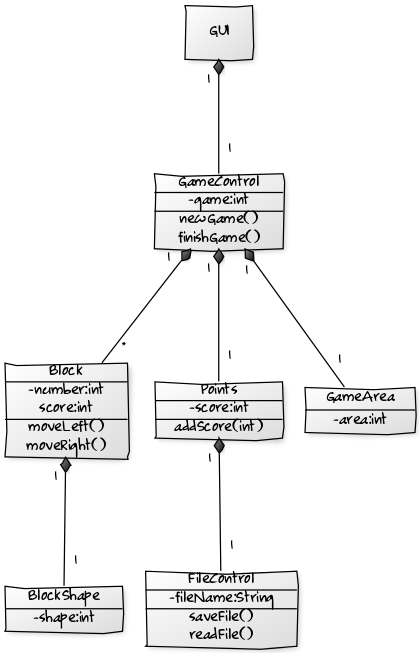 GUI
1
1
GameControl
-game:int
newGame()
finishGame()
1
1
1
*
1
1
Block
-number:int
score:int
moveLeft()
moveRight()
Points
-score:int
addScore(int)
GameArea
-area:int
1
1
1
1
BlockShape
-shape:int
FileControl
-fileName:String
saveFile()
readFile()